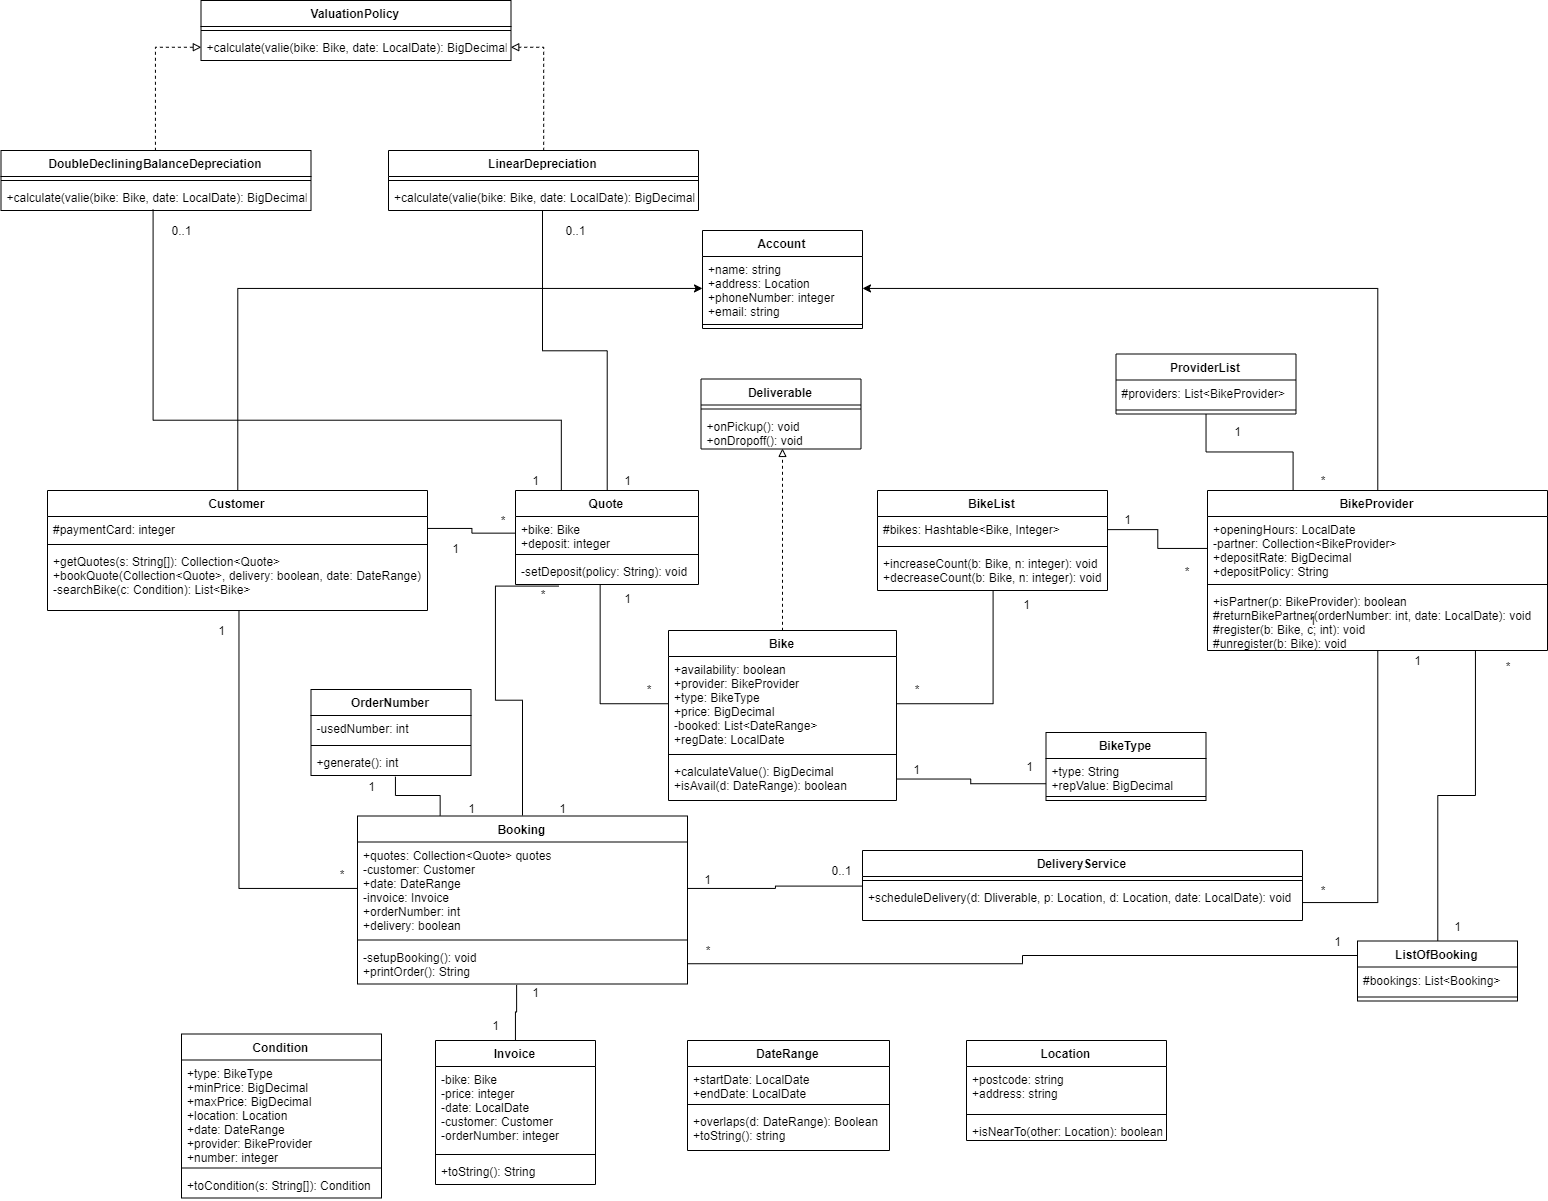 ValuationPolicy
+calculate(valie(bike: Bike, date: LocalDate): BigDecimal
DoubleDecliningBalanceDepreciation
+calculate(valie(bike: Bike, date: LocalDate): BigDecimal
LinearDepreciation
+calculate(valie(bike: Bike, date: LocalDate): BigDecimal
0..1
0..1
Account
+name: string
+address: Location
+phoneNumber: integer
+email: string
ProviderList
#providers: List<BikeProvider>
1
*
Deliverable
+onPickup(): void
+onDropoff(): void
1
1
Customer
#paymentCard: integer
+getQuotes(s: String[]): Collection<Quote>
+bookQuote(Collection<Quote>, delivery: boolean, date: DateRange)
-searchBike(c: Condition): List<Bike>
*
1
Quote
+bike: Bike
+deposit: integer
-setDeposit(policy: String): void
*
1
BikeList
#bikes: Hashtable<Bike, Integer>
+increaseCount(b: Bike, n: integer): void
+decreaseCount(b: Bike, n: integer): void
1
*
1
BikeProvider
+openingHours: LocalDate
-partner: Collection<BikeProvider>
+depositRate: BigDecimal
+depositPolicy: String
+isPartner(p: BikeProvider): boolean
#returnBikePartner(orderNumber: int, date: LocalDate): void
#register(b: Bike, c: int): void
#unregister(b: Bike): void
1
*
1
Bike
+availability: boolean
+provider: BikeProvider
+type: BikeType
+price: BigDecimal
-booked: List<DateRange>
+regDate: LocalDate
+calculateValue(): BigDecimal
+isAvail(d: DateRange): boolean
*
*
1
1
BikeType
+type: String
+repValue: BigDecimal
OrderNumber
-usedNumber: int
+generate(): int
1
1
1
Booking
+quotes: Collection<Quote> quotes
-customer: Customer
+date: DateRange
-invoice: Invoice
+orderNumber: int
+delivery: boolean
-setupBooking(): void
+printOrder(): String
*
1
0..1
DeliveryService
+scheduleDelivery(d: Dliverable, p: Location, d: Location, date: LocalDate): void
*
*
1
1
ListOfBooking
#bookings: List<Booking>
1
1
Condition
+type: BikeType
+minPrice: BigDecimal
+maxPrice: BigDecimal
+location: Location
+date: DateRange
+provider: BikeProvider
+number: integer
+toCondition(s: String[]): Condition
Invoice
-bike: Bike
-price: integer
-date: LocalDate
-customer: Customer
-orderNumber: integer
+toString(): String
DateRange
+startDate: LocalDate
+endDate: LocalDate
+overlaps(d: DateRange): Boolean
+toString(): string
Location
+postcode: string
+address: string
+isNearTo(other: Location): boolean